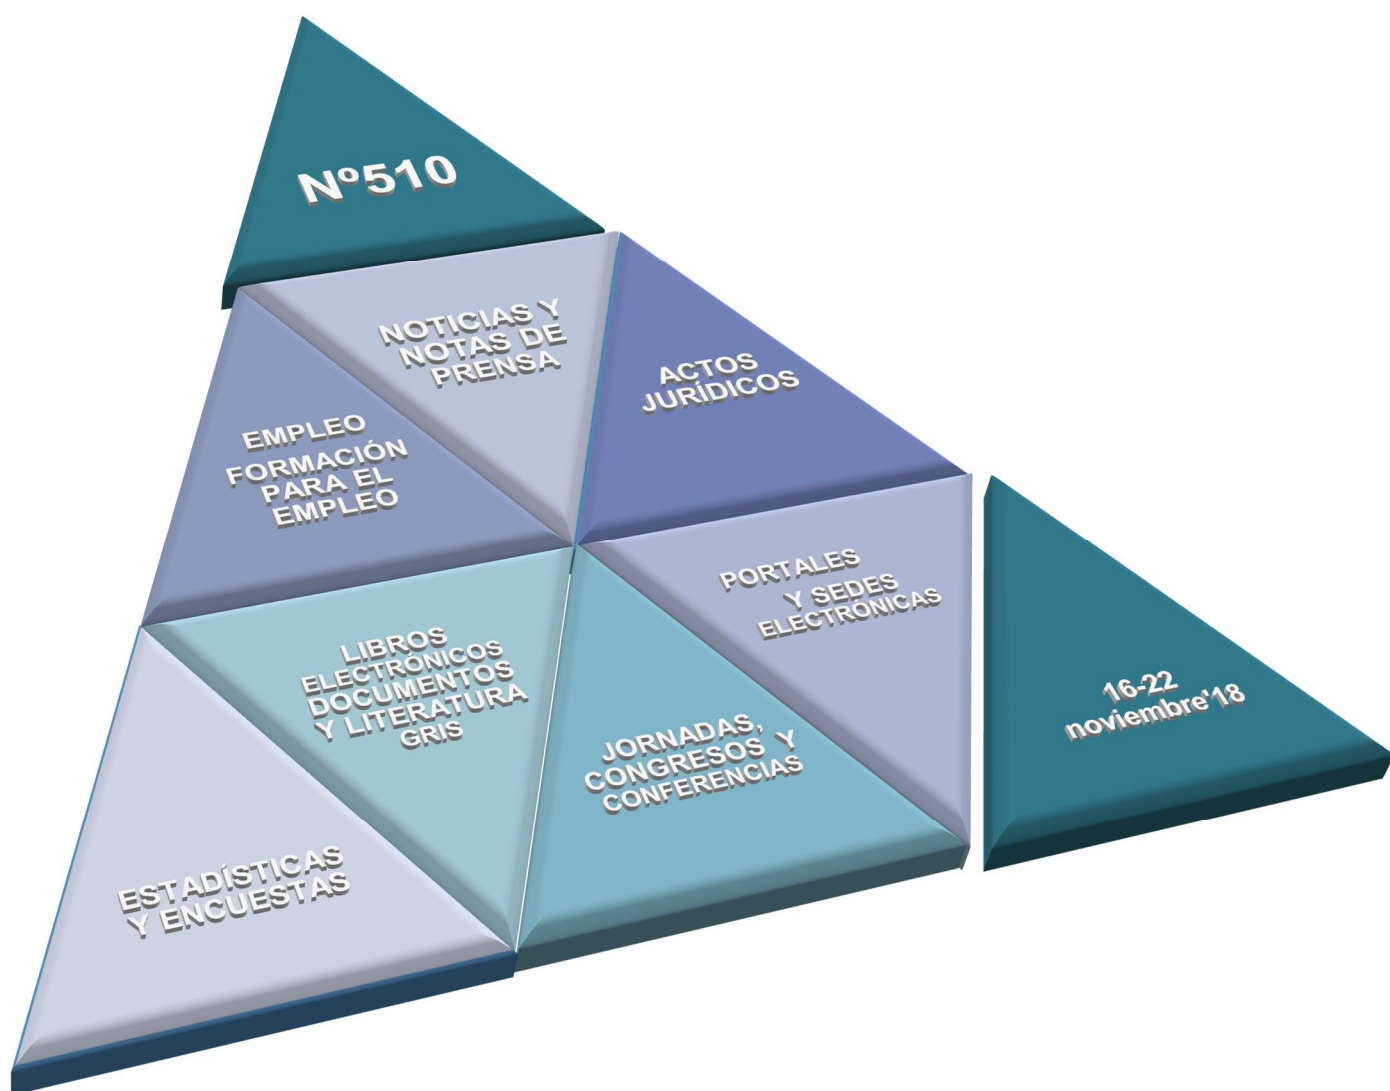 Nº510
NOTICIAS Y
NOTAS DE
PRENSA
ACTOS
JURÍDICOS
EMPLEO
FORMACIÓN
PARA EL
EMPLEO
PORTALES
Y SEDES
ELECTRÓNICAS
LIBROS
ELECTRÓNICOS
DOCUMENTOS
Y LITERATURA
GRIS
JORNADAS,
CONGRESOS Y
CONFERENCIAS
16-22
noviembre'18
ESTADÍSTICAS
Y ENCUESTAS